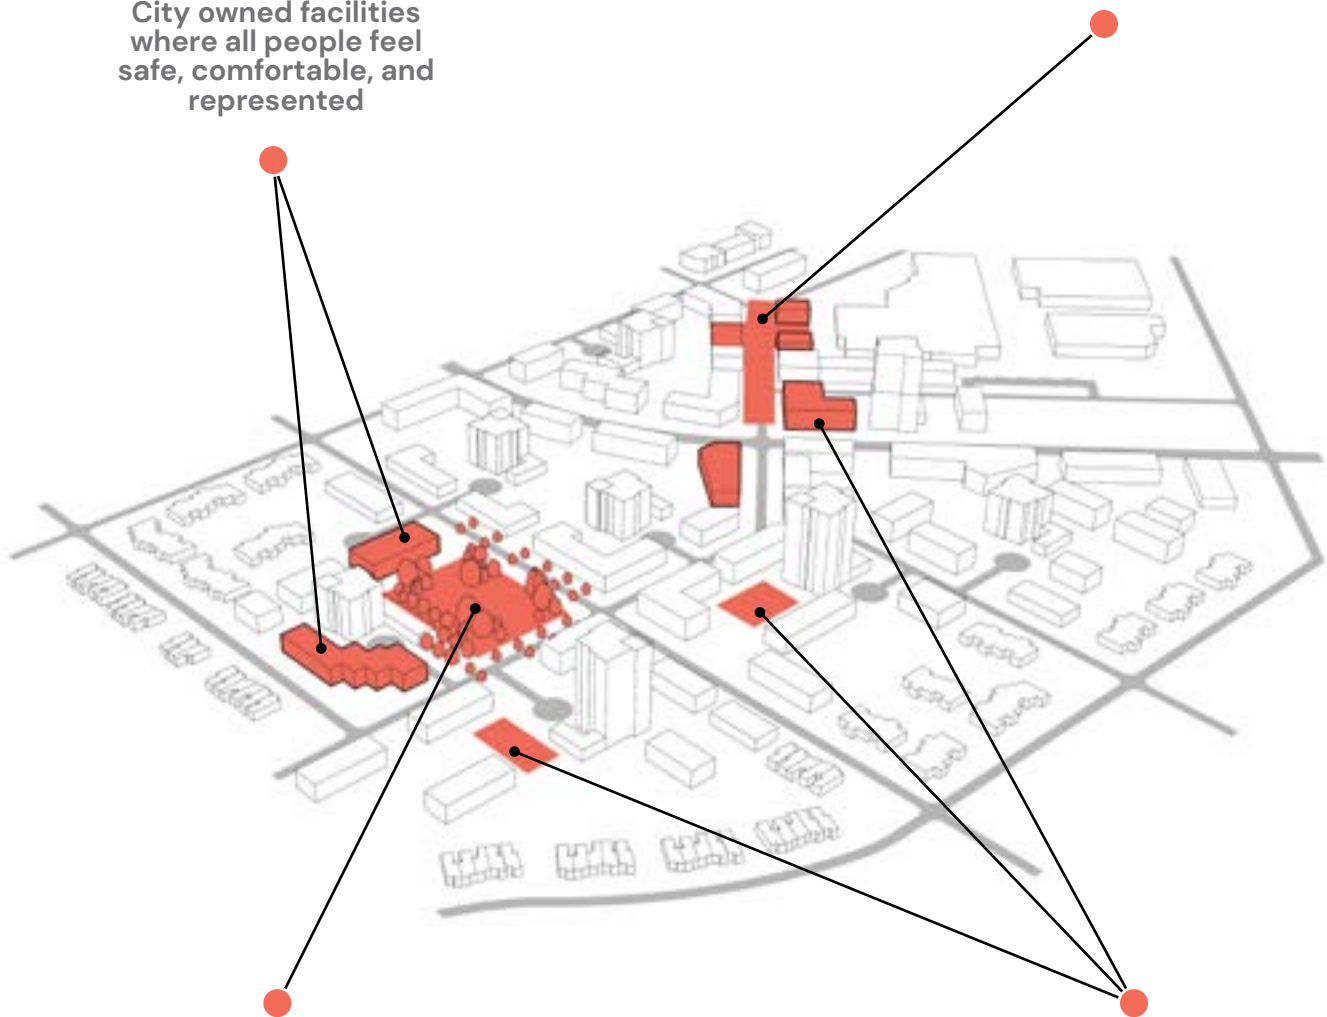 City owned facilities
where all people feel
safe, comfortable, and
represented